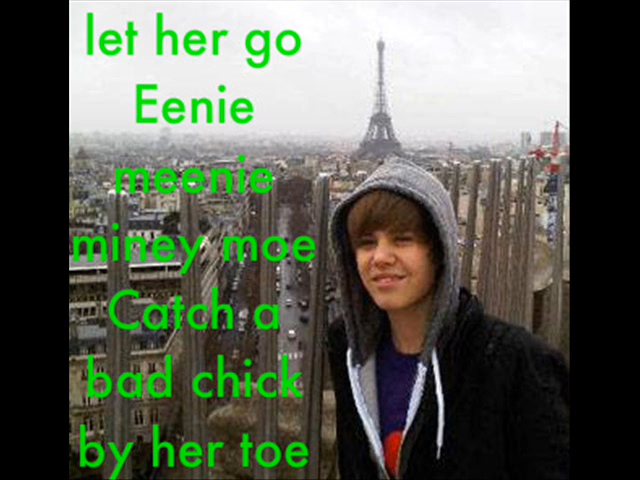 let her go
Eenie
meenie
miney moe
Catch a
bad chick
by her toe